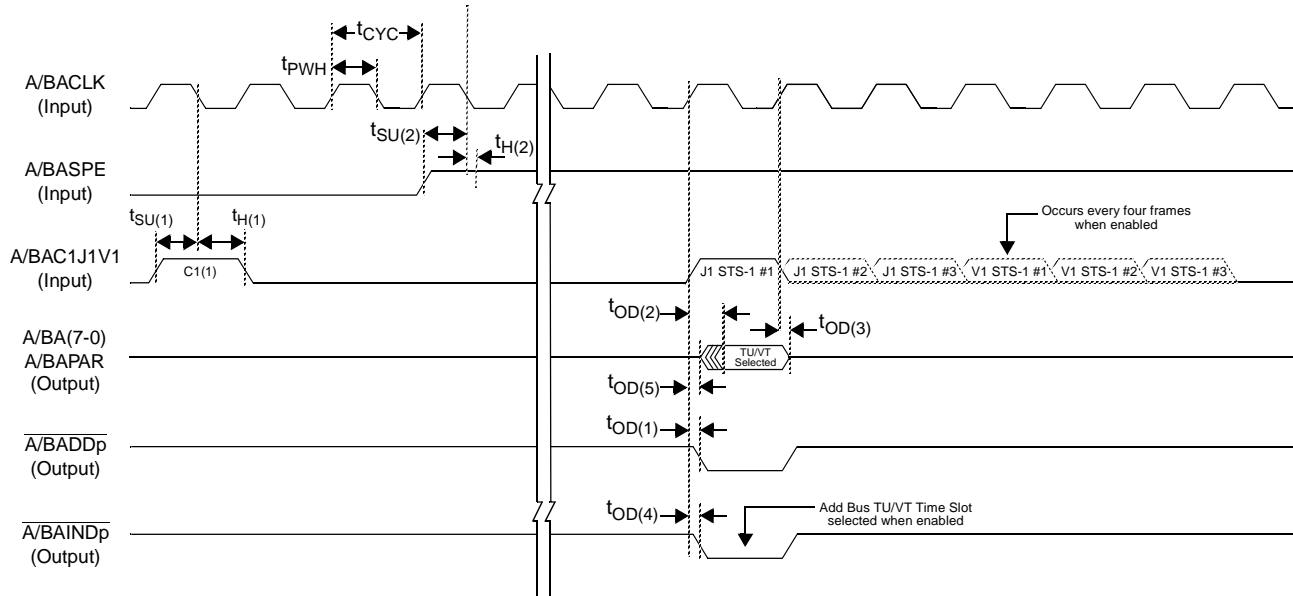 tCYC
tPWH
A/BACLK
(Input)
tSU(2)
tH(2)
A/BASPE
(Input)
tSU(1)
tH(1)
Occurs every four frames
when enabled
A/BAC1J1V1
(Input)
C1(1)
J1 STS-1 #1
J1 STS-1 #2
J1 STS-1 #3
V1 STS-1 #1
V1 STS-1 #2
V1 STS-1 #3
tOD(2)
tOD(3)
A/BA(7-0)
A/BAPAR
(Output)
TU/VT
Selected
tOD(5)
tOD(1)
A/BADDp
(Output)
tOD(4)
Add Bus TU/VT Time Slot
selected when enabled
A/BAINDp
(Output)